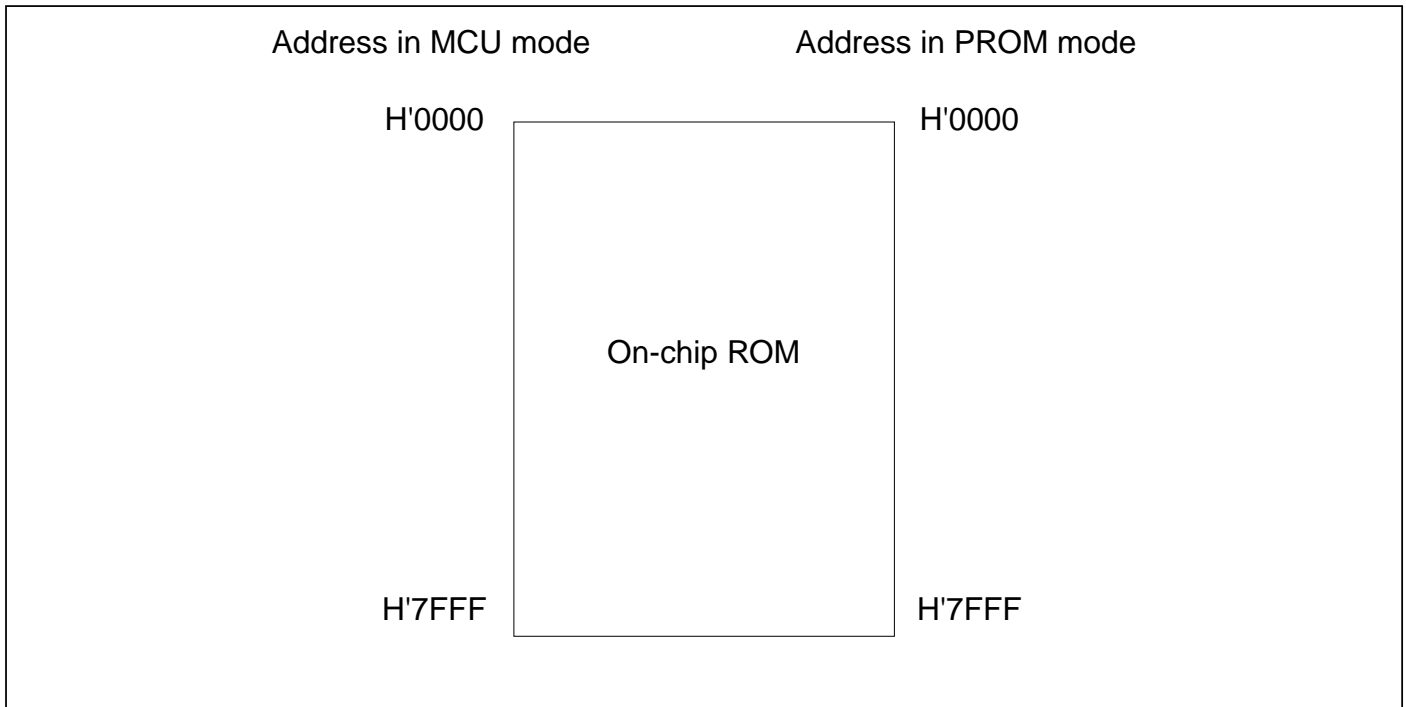 Address in MCU mode Address in PROM mode
H'0000 H'0000
On-chip ROM
H'7FFF H'7FFF